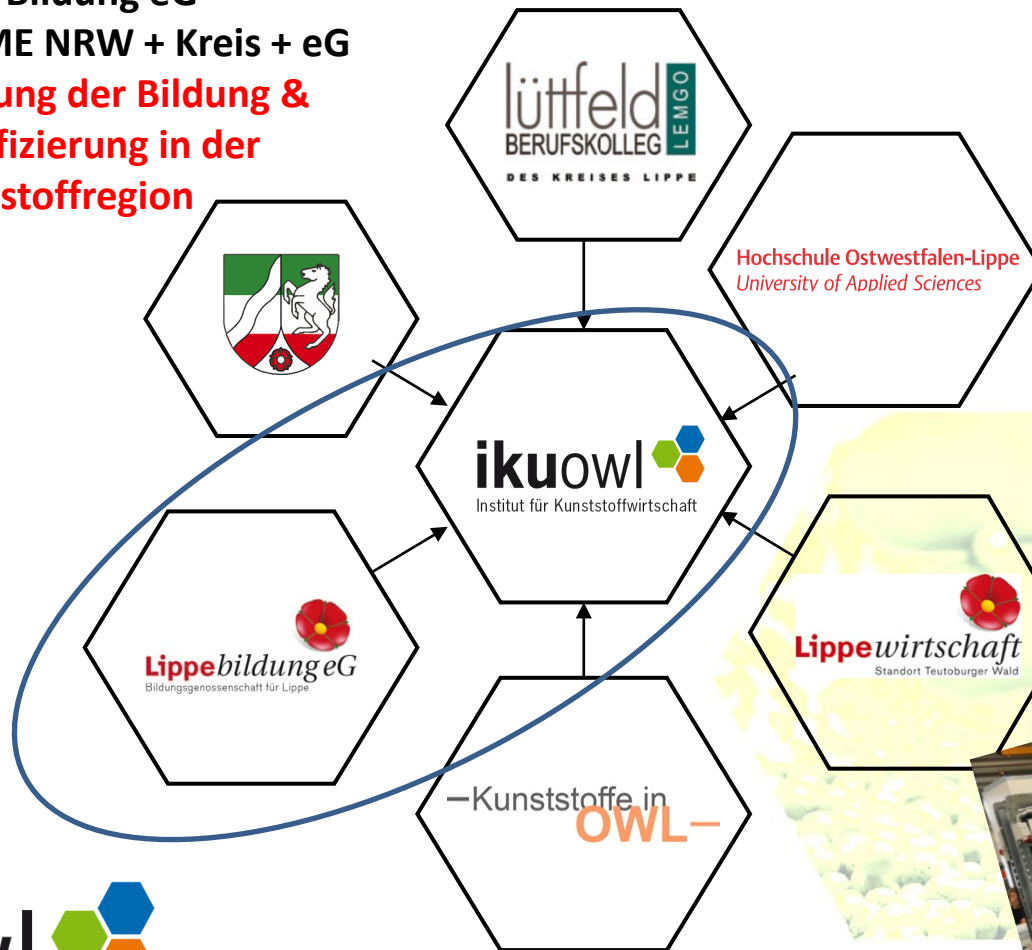 Bildung eG
ME NRW + Kreis + eG
ung der Bildung &
fizierung in der
stoffregion
lüttfeld
BERUFSKOLLEG
LEMGO
DES KREISES LIPPE
Hochschule Ostwestfalen-Lippe
University of Applied Sciences
ikuowl
Institut für Kunststoffwirtschaft
Lippebildung eG
Bildungsgenossenschaft für Lippe
Lippewirtschaft
Standort Teutoburger Wald
–Kunststoffe in
OWL–
wl